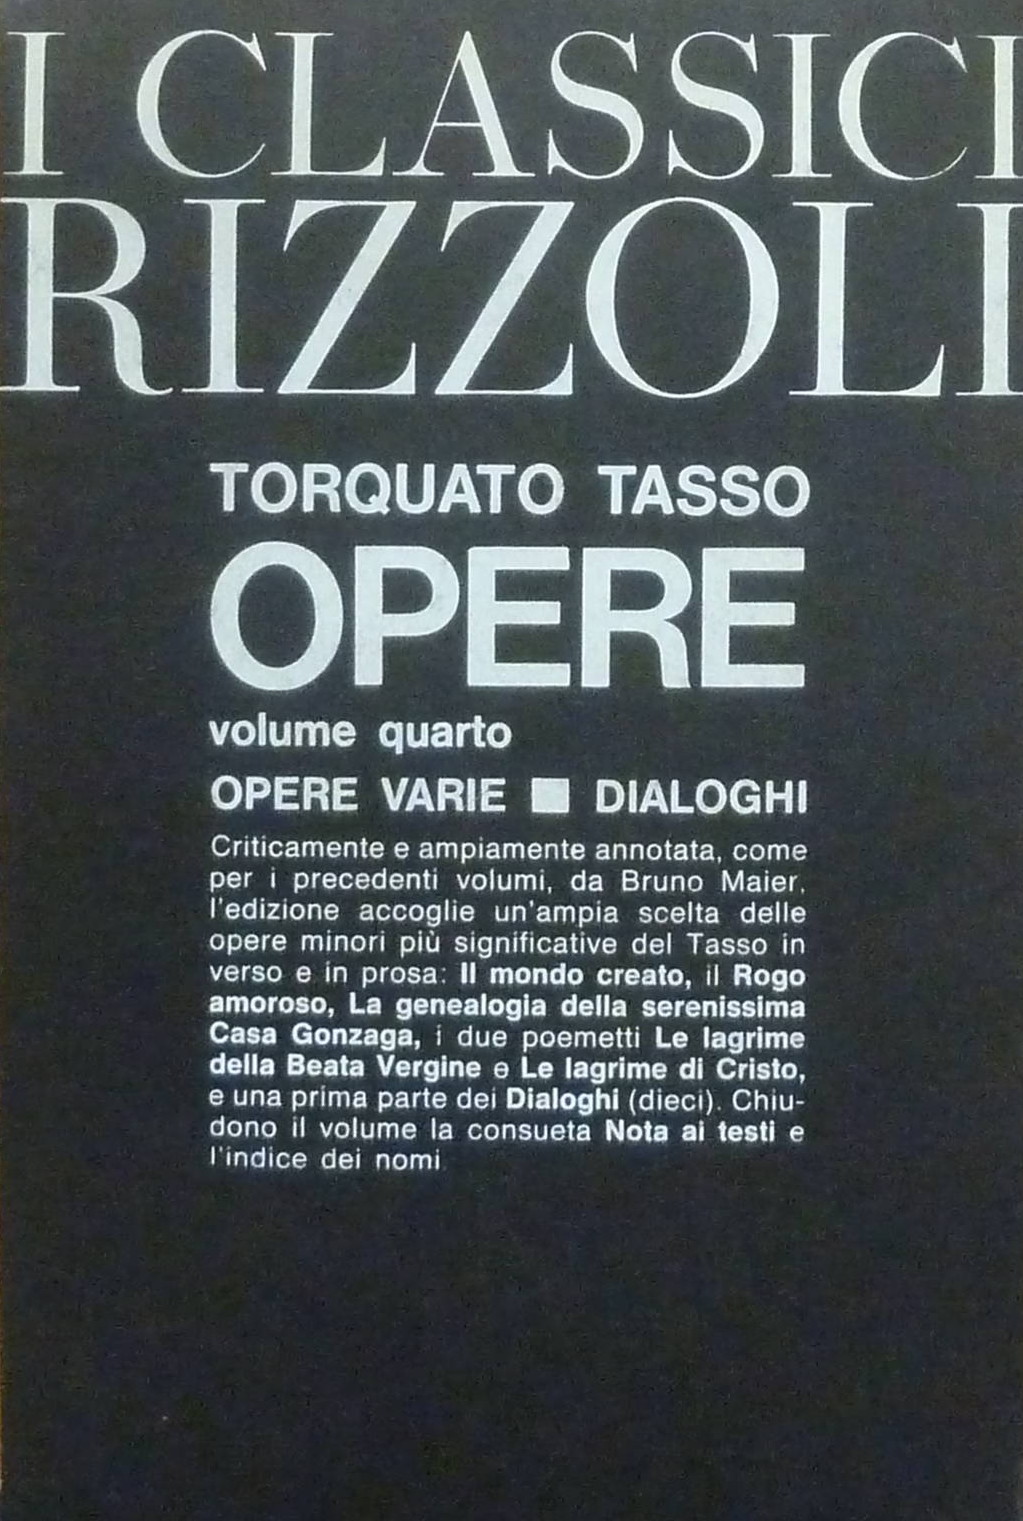 I CLASSICI
RIZZOLI
TORQUATO TASSO
OPERE
volume quarto
OPERE VARIE ■ DIALOGHI
Criticamente e ampiamente annotata, come
per i precedenti volumi, da Bruno Maier,
l'edizione accoglie un'ampia scelta delle
opere minori più significative del Tasso in
verso e in prosa: Il mondo creato, il Rogo
amoroso, La genealogia della serenissima
Casa Gonzaga, i due poemetti Le lagrime
della Beata Vergine e Le lagrime di Cristo,
e una prima parte dei Dialoghi (dieci). Chiu-
dono il volume la consueta Nota ai testi e
l'indice dei nomi